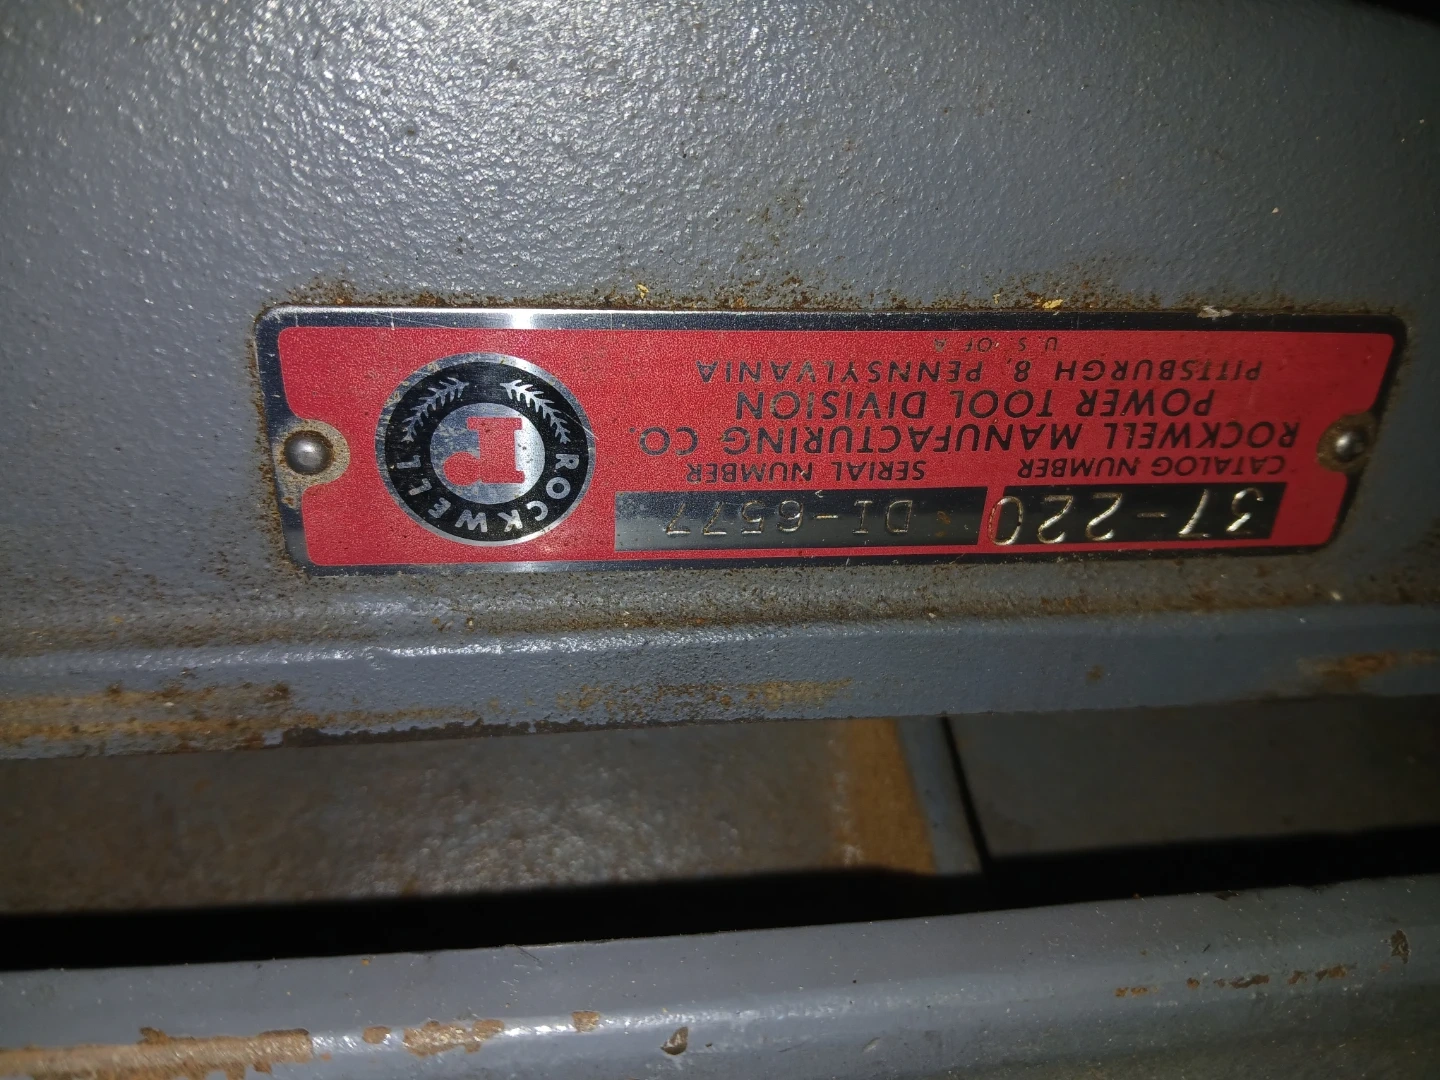 37-220 DI-6577
CATALOG NUMBER SERIAL NUMBER
ROCKWELL MANUFACTURING CO.
POWER TOOL DIVISION
PITTSBURGH 8, PENNSYLVANIA
U. S. OF A
ROCKWELL
r